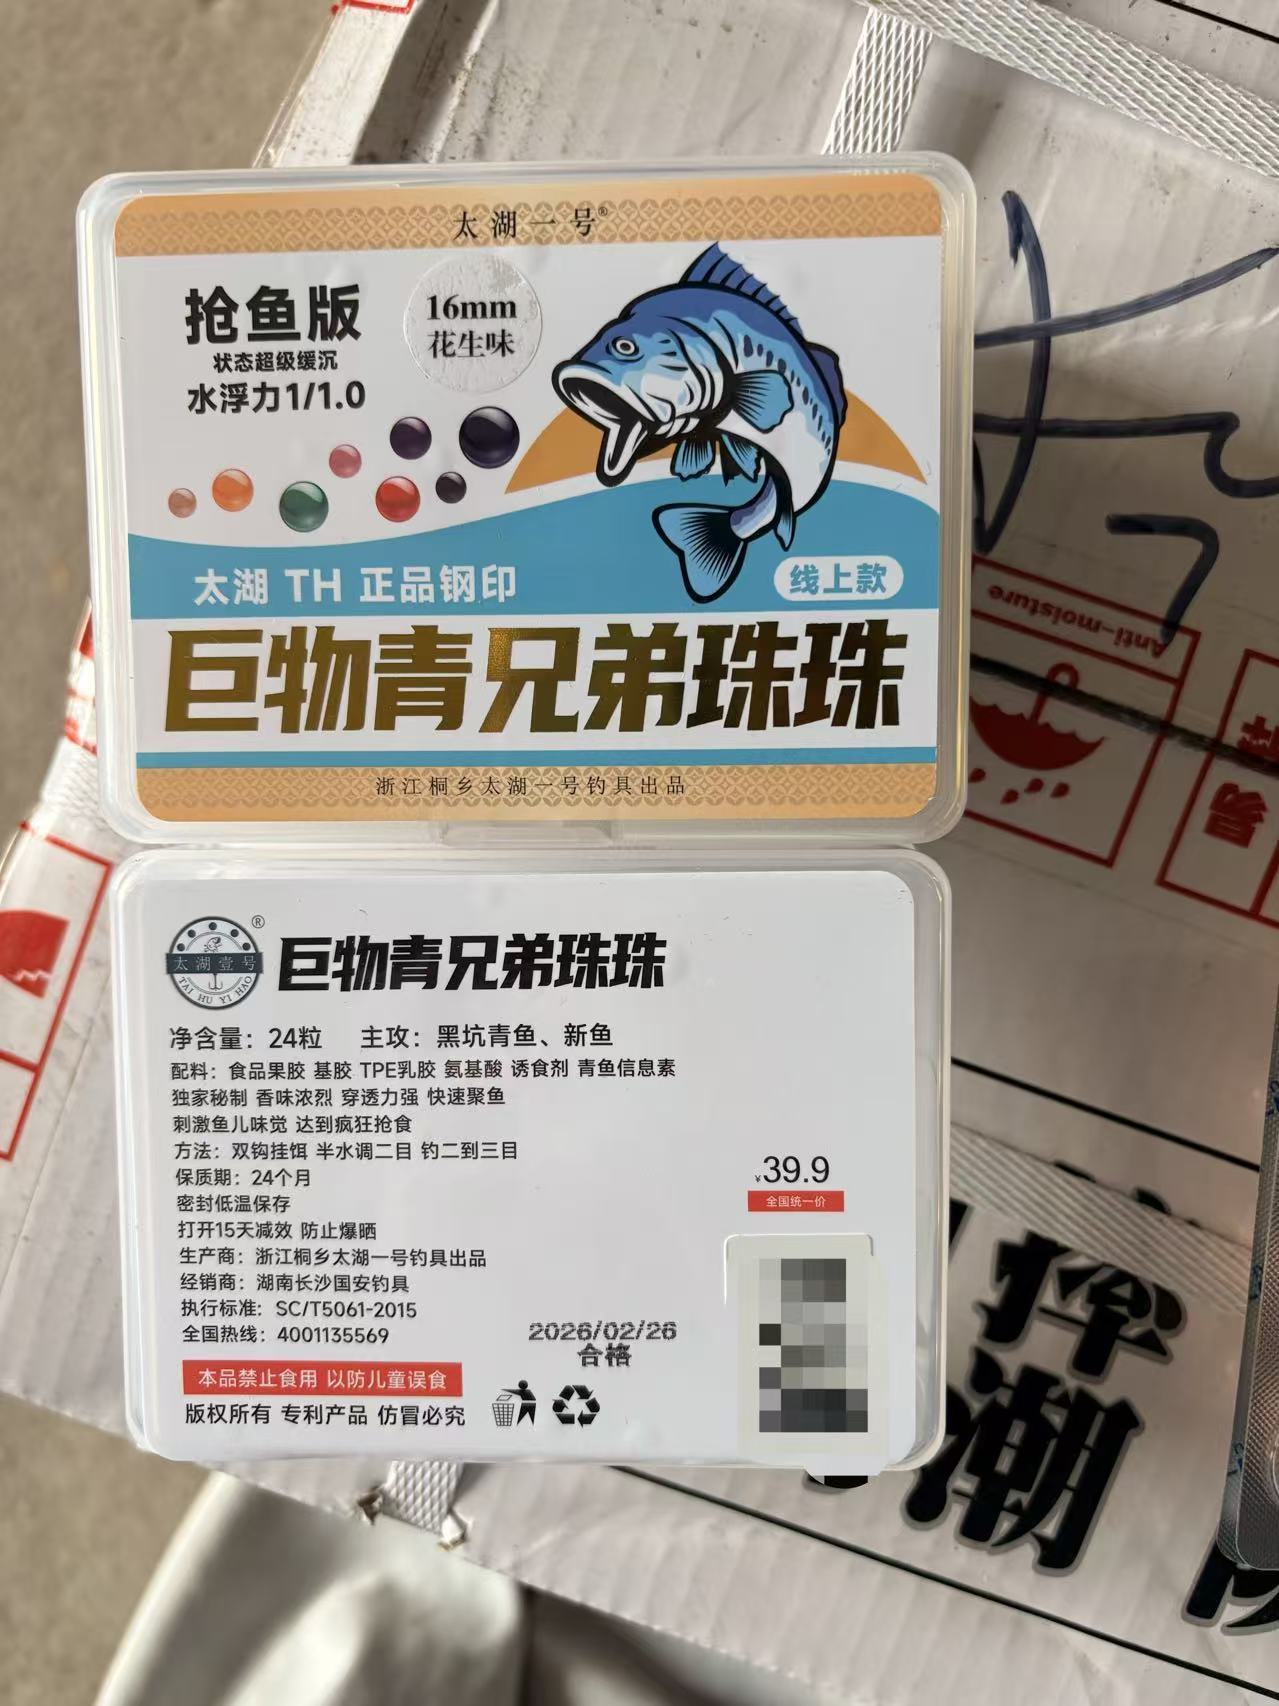 太湖一号®
抢鱼版
状态超级缓沉
水浮力1/1.0
16mm
花生味
太湖 TH 正品钢印
线上款
巨物青兄弟珠珠
浙江桐乡太湖一号钓具出品
太湖壹号
TAI HU YI HAO
®
巨物青兄弟珠珠
净含量：24粒 主攻：黑坑青鱼、新鱼
配料：食品果胶 基胶 TPE乳胶 氨基酸 诱食剂 青鱼信息素
独家秘制 香味浓烈 穿透力强 快速聚鱼
刺激鱼儿味觉 达到疯狂抢食
方法：双钩挂饵 半水调二目 钓二到三目
保质期：24个月
密封低温保存
打开15天减效 防止爆晒
生产商：浙江桐乡太湖一号钓具出品
经销商：湖南长沙国安钓具
执行标准：SC/T5061-2015
全国热线：4001135569
¥39.9
全国统一价
2026/02/26
合格
本品禁止食用 以防儿童误食
版权所有 专利产品 仿冒必究
Anti-moisture
易
潮